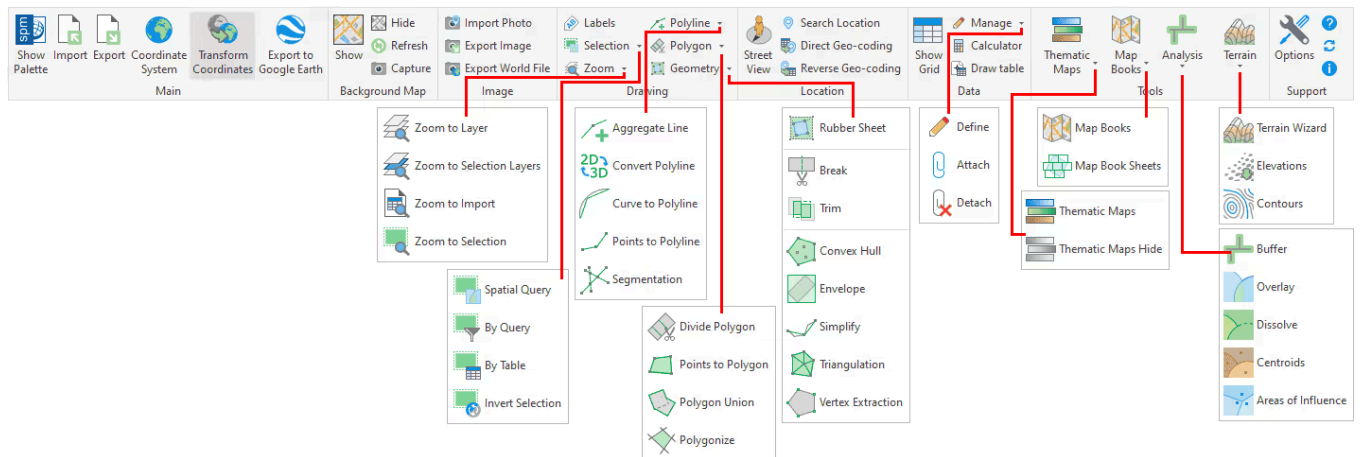 spm
Show Palette
Import
Export
Coordinate System
Transform Coordinates
Export to Google Earth
Main
Show
Hide
Refresh
Capture
Background Map
Import Photo
Export Image
Export World File
Image
Labels
Selection
Zoom
Polyline
Polygon
Geometry
Drawing
Street View
Search Location
Direct Geo-coding
Reverse Geo-coding
Location
Show Grid
Manage
Calculator
Draw table
Data
Thematic Maps
Map Books
Analysis
Terrain
Tools
Options
Support
Zoom to Layer
Zoom to Selection Layers
Zoom to Import
Zoom to Selection
Spatial Query
By Query
By Table
Invert Selection
Aggregate Line
2D
3D
Convert Polyline
Curve to Polyline
Points to Polyline
Segmentation
Divide Polygon
Points to Polygon
Polygon Union
Polygonize
Rubber Sheet
Break
Trim
Convex Hull
Envelope
Simplify
Triangulation
Vertex Extraction
Define
Attach
Detach
Map Books
Map Book Sheets
Thematic Maps
Thematic Maps Hide
Terrain Wizard
Elevations
Contours
Buffer
Overlay
Dissolve
Centroids
Areas of Influence